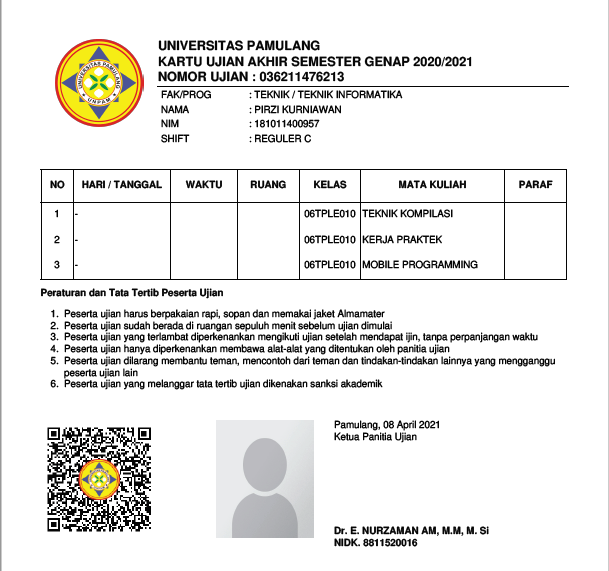 UNIVERSITAS PAMULANG
UNPAM
UNIVERSITAS PAMULANG
KARTU UJIAN AKHIR SEMESTER GENAP 2020/2021
NOMOR UJIAN : 036211476213
FAK/PROG : TEKNIK / TEKNIK INFORMATIKA
NAMA : PIRZI KURNIAWAN
NIM : 181011400957
SHIFT : REGULER C
NO HARI / TANGGAL WAKTU RUANG KELAS MATA KULIAH PARAF
1 - 06TPLE010 TEKNIK KOMPILASI
2 - 06TPLE010 KERJA PRAKTEK
3 - 06TPLE010 MOBILE PROGRAMMING
Peraturan dan Tata Tertib Peserta Ujian
1. Peserta ujian harus berpakaian rapi, sopan dan memakai jaket Almamater
2. Peserta ujian sudah berada di ruangan sepuluh menit sebelum ujian dimulai
3. Peserta ujian yang terlambat diperkenankan mengikuti ujian setelah mendapat ijin, tanpa perpanjangan waktu
4. Peserta ujian hanya diperkenankan membawa alat-alat yang ditentukan oleh panitia ujian
5. Peserta ujian dilarang membantu teman, mencontoh dari teman dan tindakan-tindakan lainnya yang mengganggu
peserta ujian lain
6. Peserta ujian yang melanggar tata tertib ujian dikenakan sanksi akademik
Pamulang, 08 April 2021
Ketua Panitia Ujian
Dr. E. NURZAMAN AM, M.M, M. Si
NIDK. 8811520016